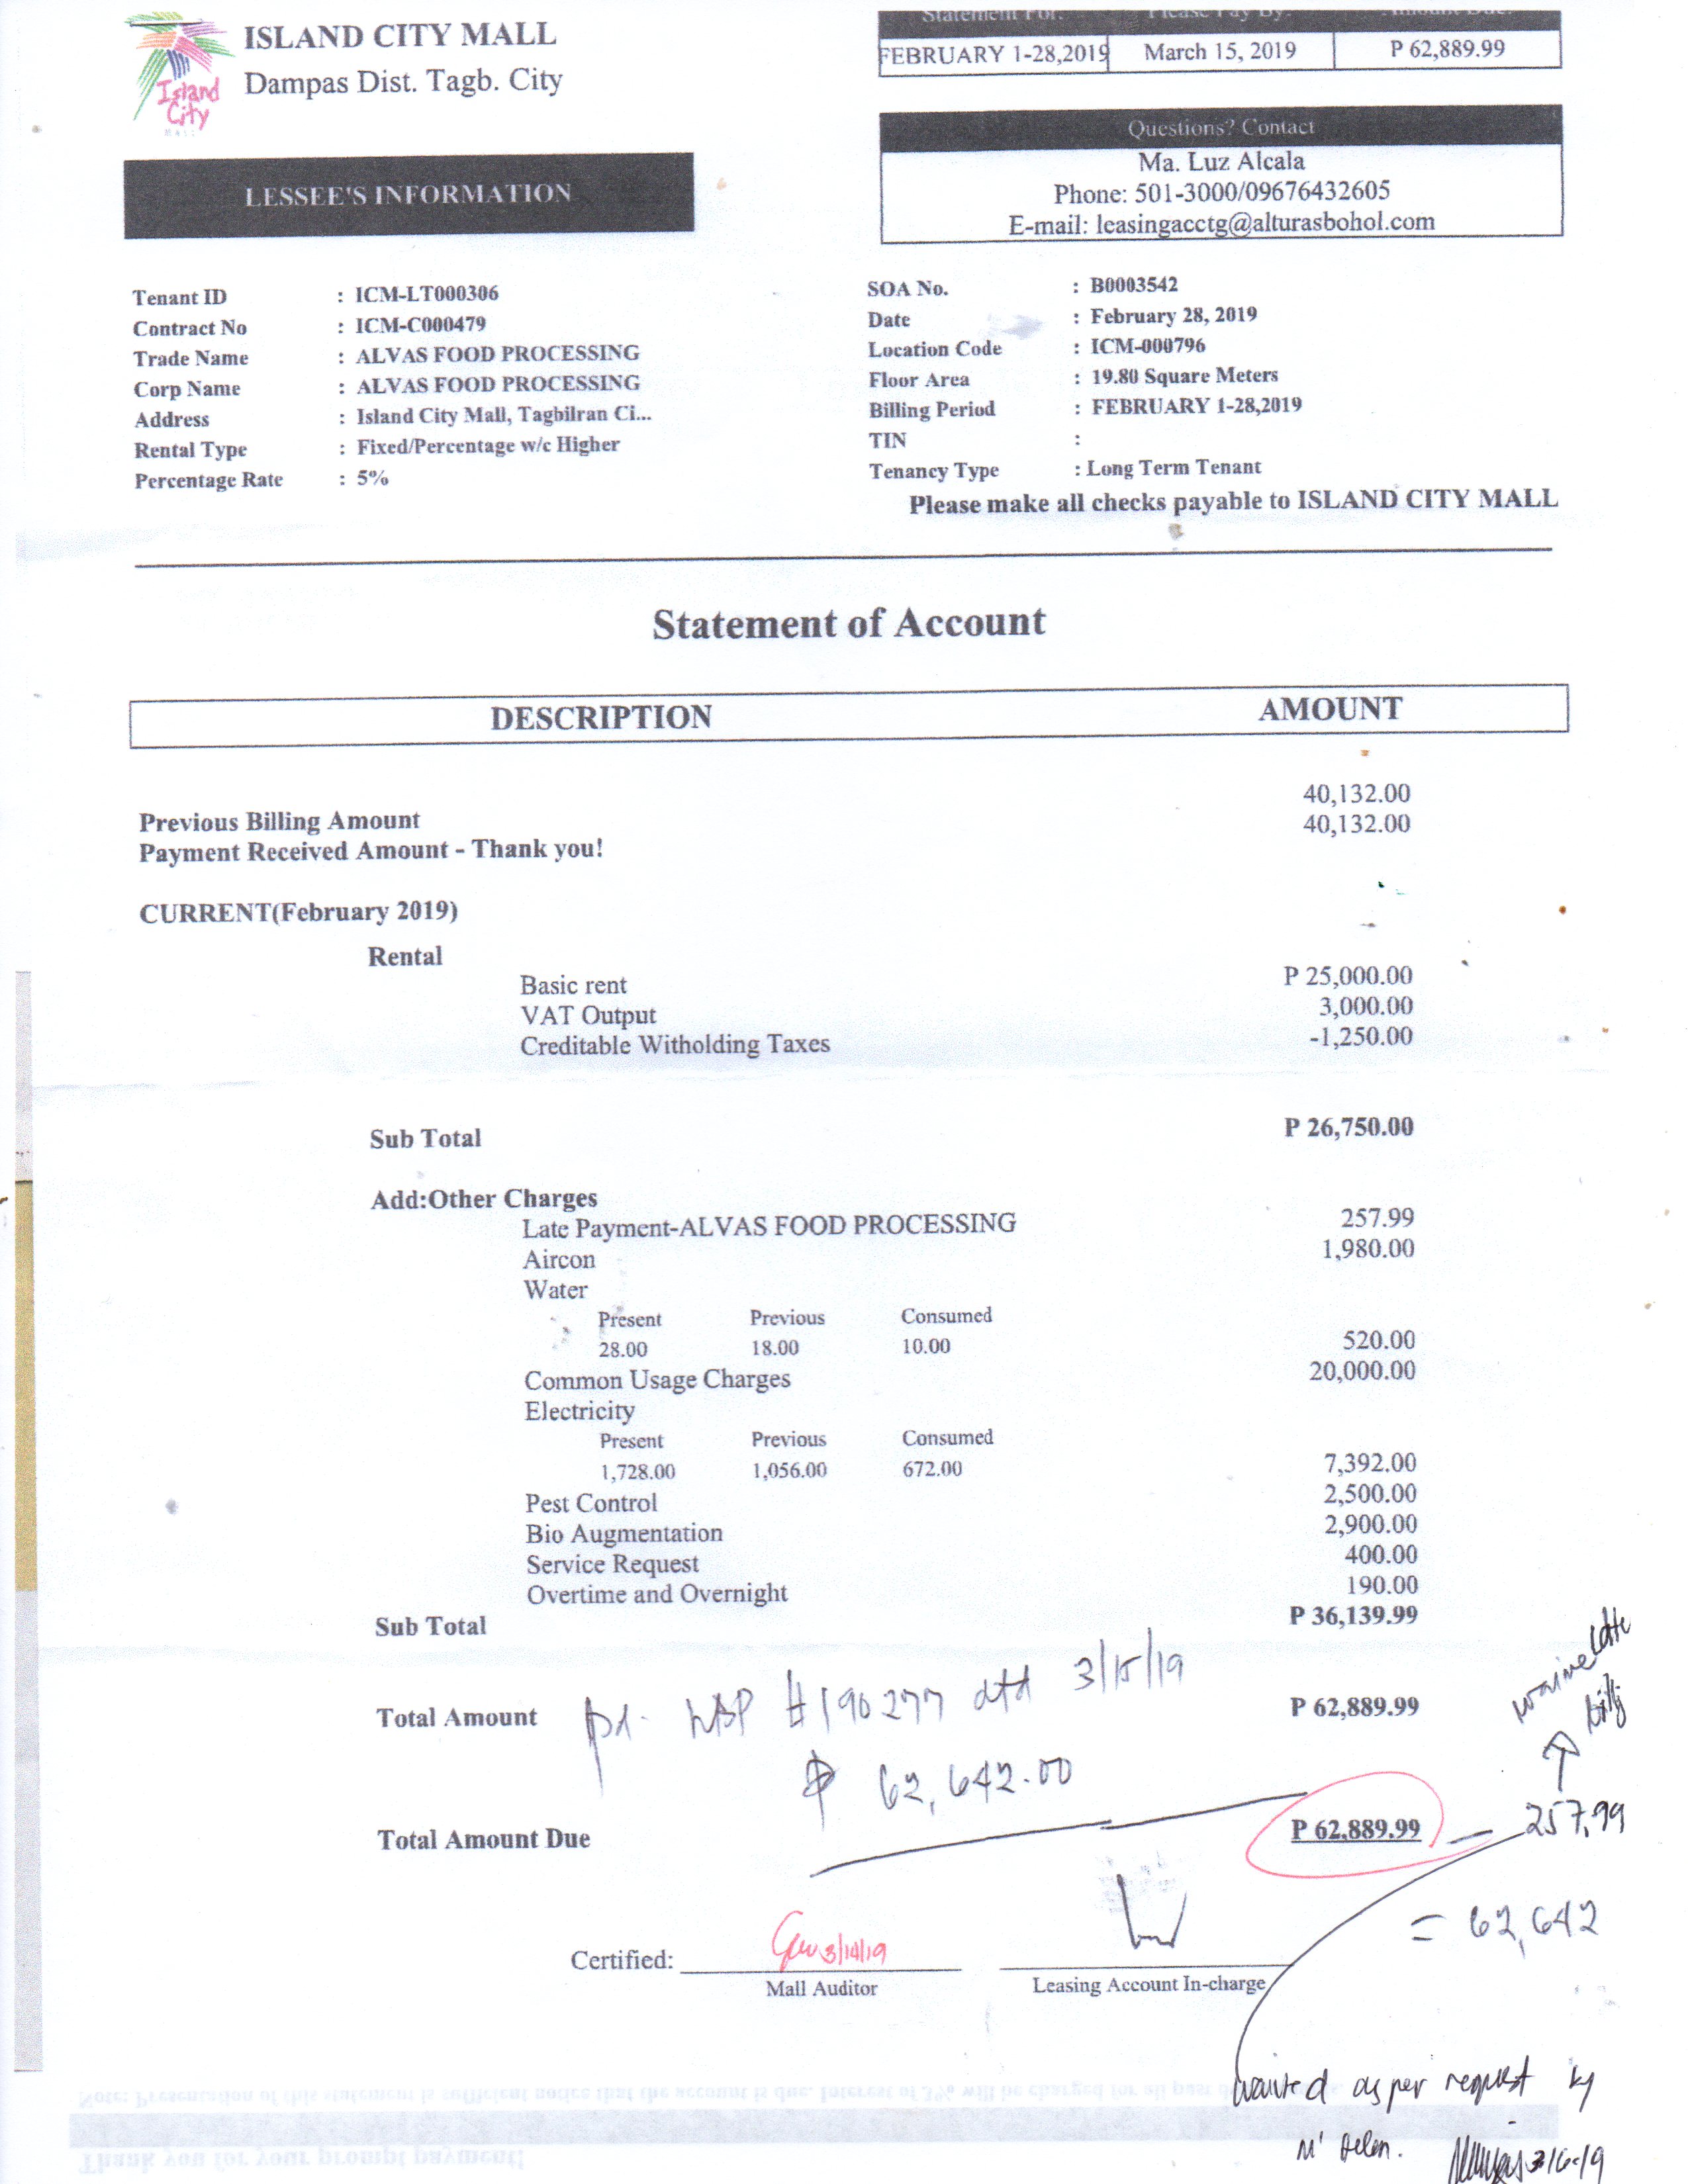 Island
City
MALL
ISLAND CITY MALL
Dampas Dist. Tagb. City
Statement For: Please Pay By: Amount Due:
FEBRUARY 1-28,2019 March 15, 2019 P 62,889.99
Questions? Contact
Ma. Luz Alcala
Phone: 501-3000/09676432605
E-mail: leasingacctg@alturasbohol.com
LESSEE'S INFORMATION
Tenant ID : ICM-LT000306
Contract No : ICM-C000479
Trade Name : ALVAS FOOD PROCESSING
Corp Name : ALVAS FOOD PROCESSING
Address : Island City Mall, Tagbilran Ci...
Rental Type : Fixed/Percentage w/c Higher
Percentage Rate : 5%
SOA No. : B0003542
Date : February 28, 2019
Location Code : ICM-000796
Floor Area : 19.80 Square Meters
Billing Period : FEBRUARY 1-28,2019
TIN :
Tenancy Type : Long Term Tenant
Please make all checks payable to ISLAND CITY MALL
Statement of Account
DESCRIPTION AMOUNT
Previous Billing Amount 40,132.00
Payment Received Amount - Thank you! 40,132.00
CURRENT(February 2019)
Rental
Basic rent P 25,000.00
VAT Output 3,000.00
Creditable Witholding Taxes -1,250.00
Sub Total P 26,750.00
Add:Other Charges
Late Payment-ALVAS FOOD PROCESSING 257.99
Aircon 1,980.00
Water
Present Previous Consumed
28.00 18.00 10.00 520.00
Common Usage Charges 20,000.00
Electricity
Present Previous Consumed
1,728.00 1,056.00 672.00 7,392.00
Pest Control 2,500.00
Bio Augmentation 2,900.00
Service Request 400.00
Overtime and Overnight 190.00
Sub Total P 36,139.99
Total Amount P 62,889.99
pd. LBP #190277 dtd 3/15/19
₱ 62,642.00
late
Total Amount Due P 62,889.99 — 257.99
= 62,642
Certified: 3/14/19
Mall Auditor Leasing Account In-charge
waived as per request by
Note: Presentation of this statement is sufficient notice that the account is due. Interest of 3% will be charged for all past
Thank you for your prompt payment!